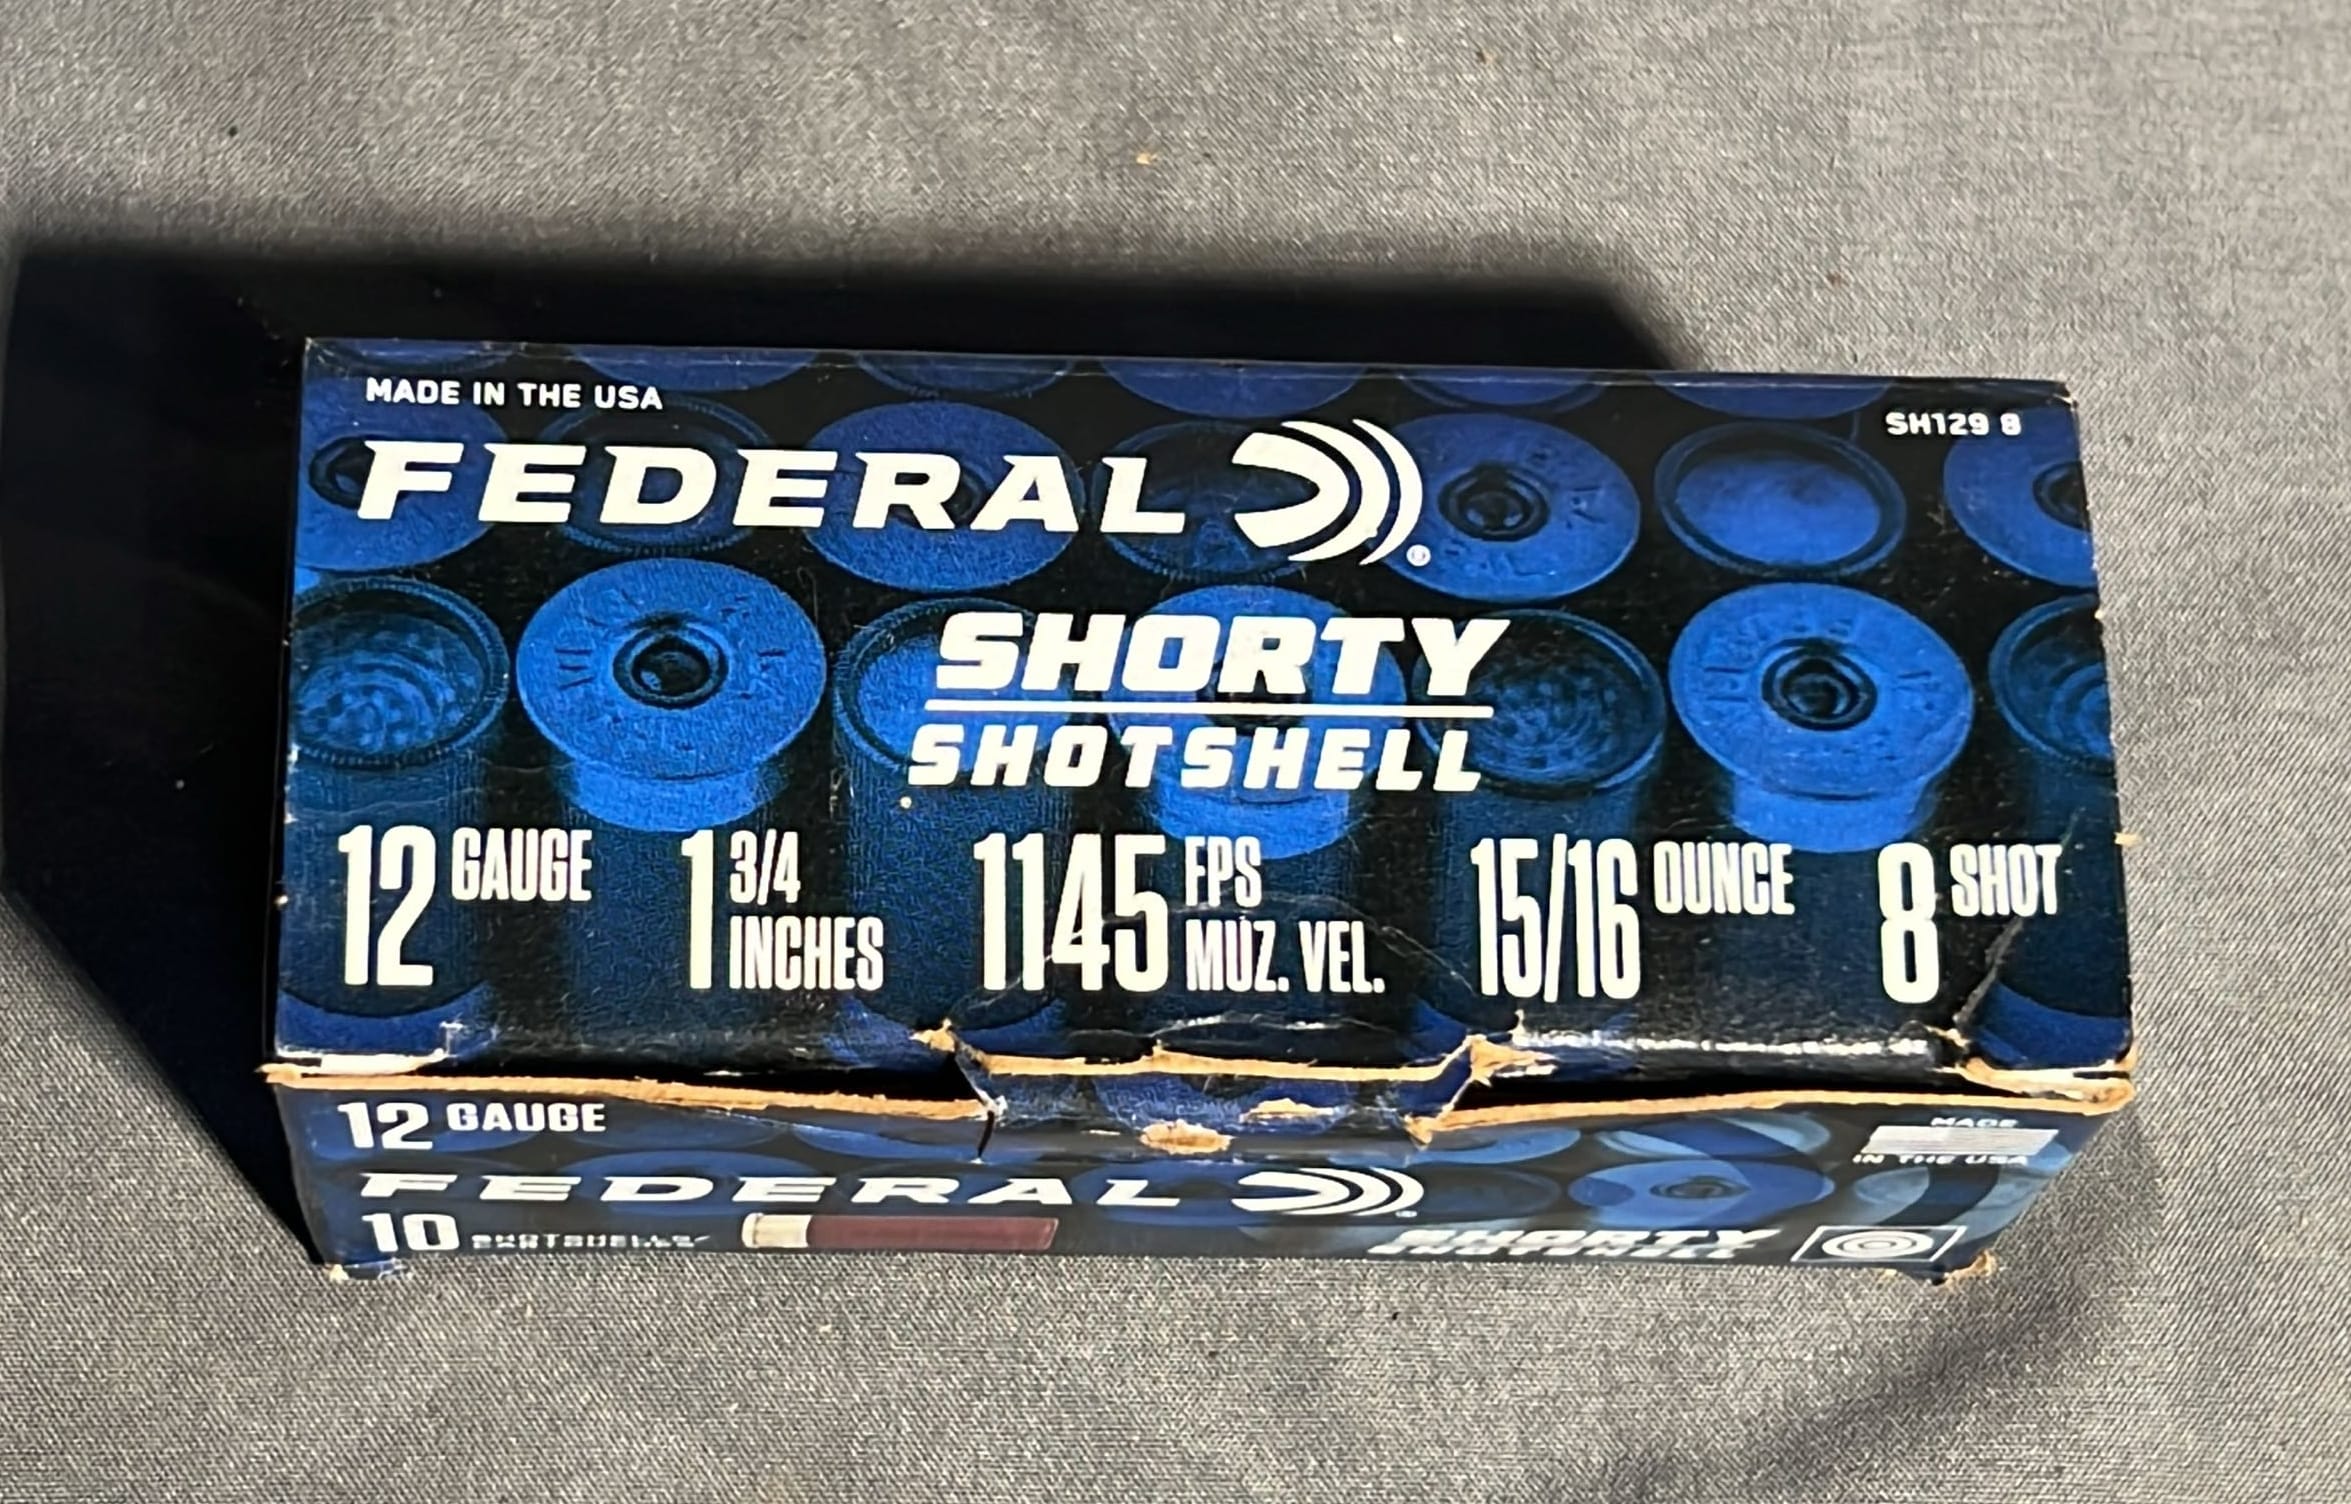 MADE IN THE USA
SH129 8
FEDERAL
SHORTY
SHOTSHELL
12 GAUGE
1 3/4 INCHES
1145 FPS MUZ. VEL.
15/16 OUNCE
8 SHOT
12 GAUGE
MADE
IN THE USA
FEDERAL
10
SHORTY
SHOTSHELL